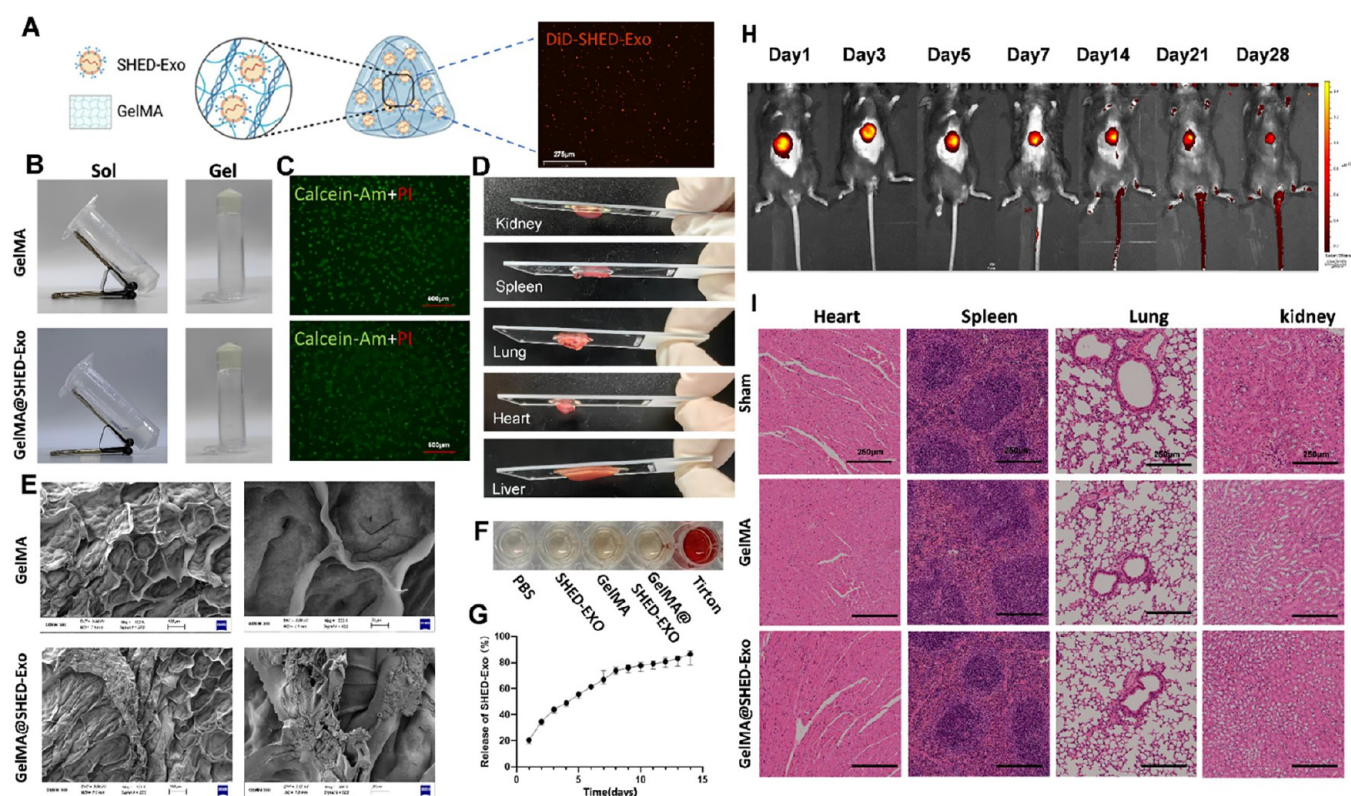 A
SHED-Exo
GelMA
DiD-SHED-Exo
275μm
B
Sol
Gel
GelMA
GelMA@SHED-Exo
C
Calcein-Am+PI
600μm
Calcein-Am+PI
600μm
D
Kidney
Spleen
Lung
Heart
Liver
E
GelMA
GelMA@SHED-Exo
F
PBS
SHED-EXO
GelMA
GelMA@
SHED-EXO
Tirton
G
Release of SHED-Exo (%)
100
80
60
40
20
0
0
5
10
15
Time(days)
H
Day1
Day3
Day5
Day7
Day14
Day21
Day28
I
Heart
Spleen
Lung
kidney
Sham
250μm
250μm
250μm
250μm
GelMA
GelMA@SHED-Exo